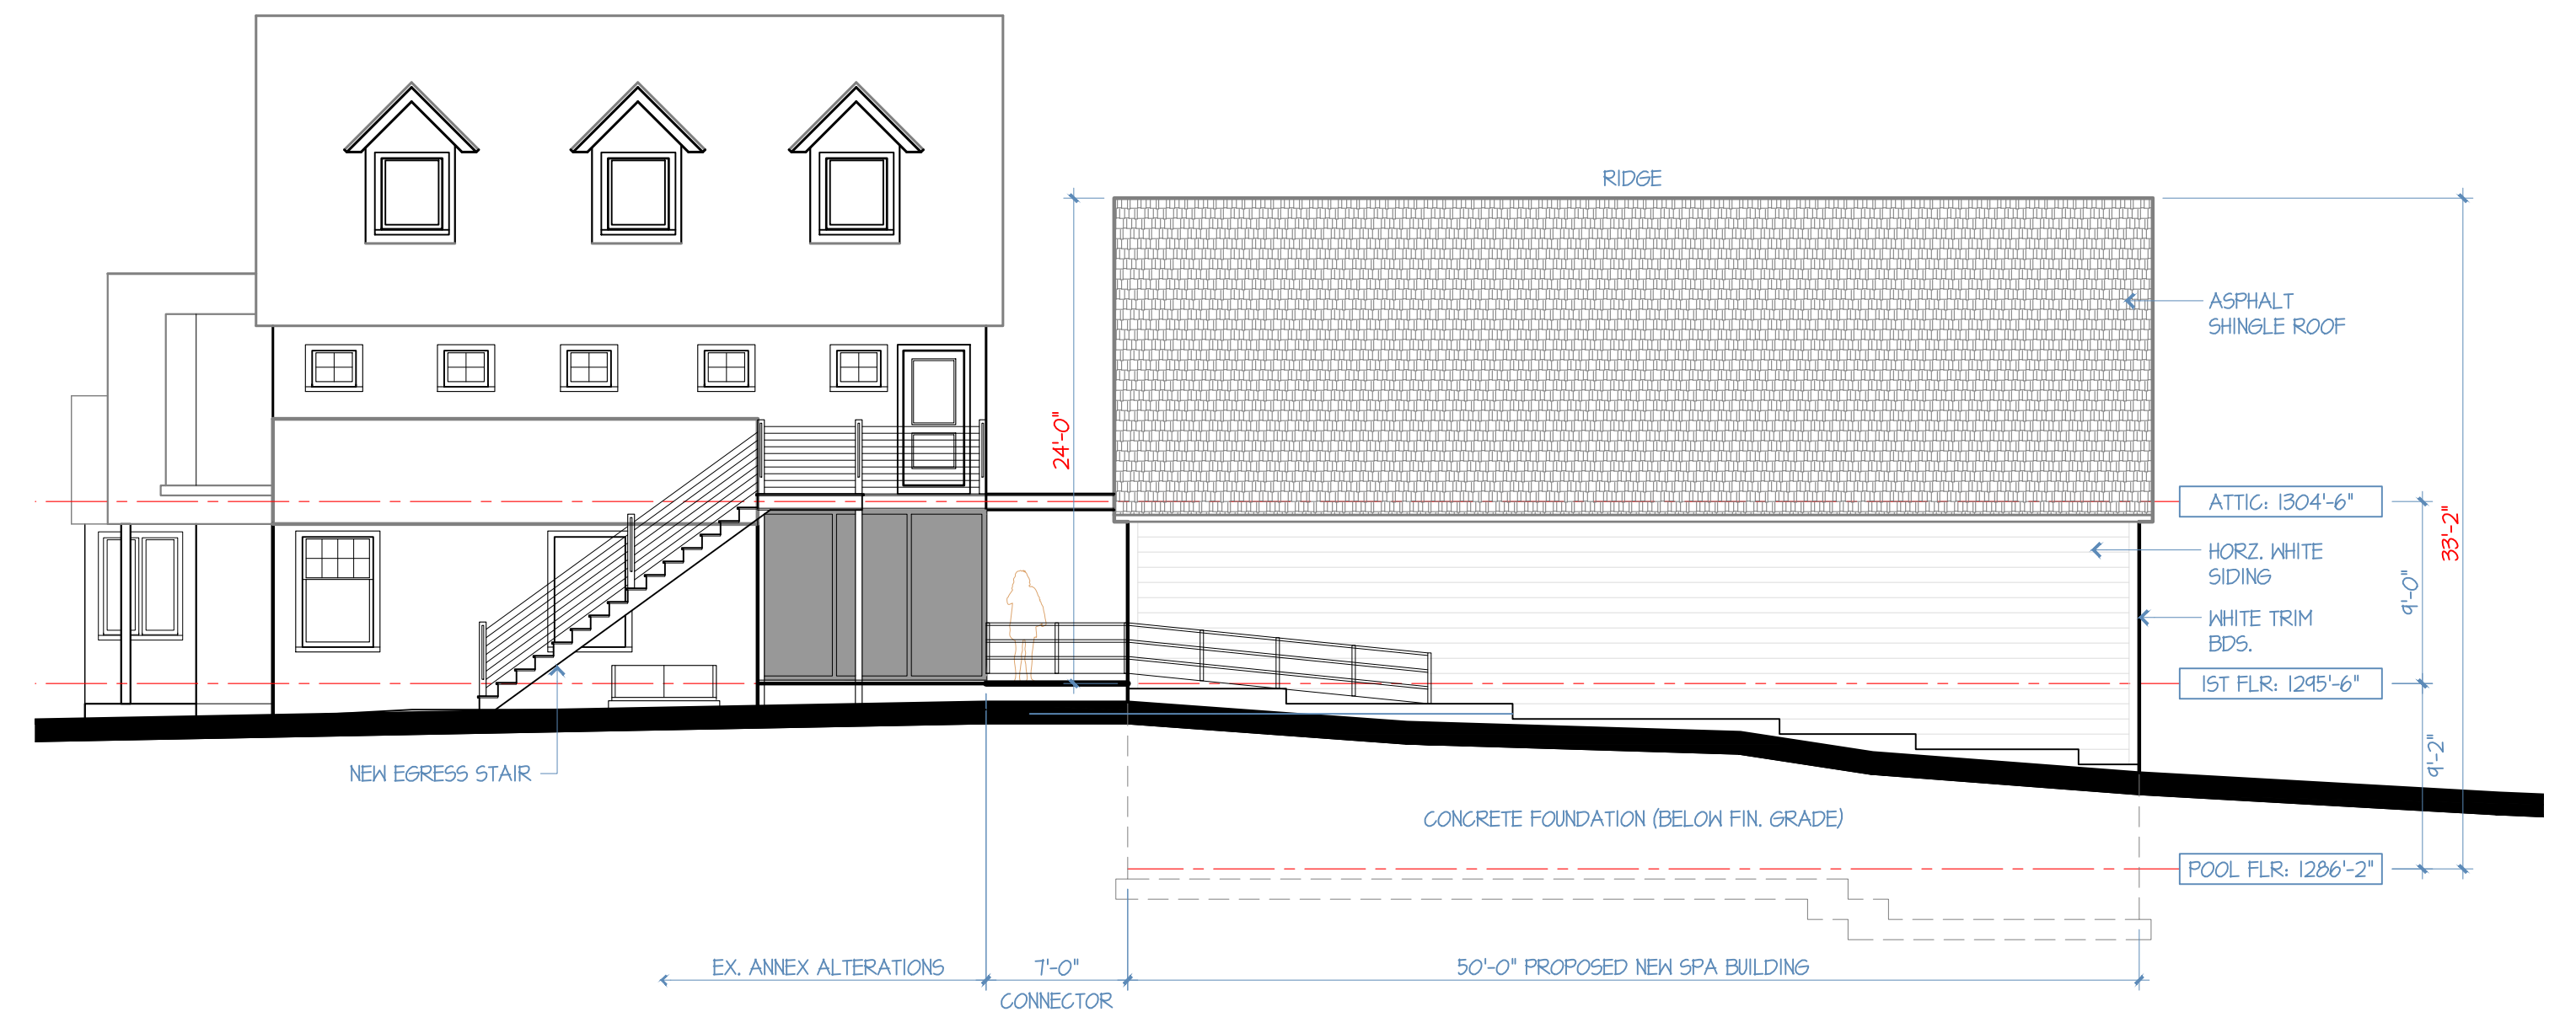 RIDGE
ASPHALT
SHINGLE ROOF
24'-0"
ATTIC: 1304'-6"
33'-2"
HORZ. WHITE
SIDING
9'-0"
WHITE TRIM
BDS.
1ST FLR: 1295'-6"
9'-2"
NEW EGRESS STAIR
CONCRETE FOUNDATION (BELOW FIN. GRADE)
POOL FLR: 1286'-2"
EX. ANNEX ALTERATIONS
7'-0"
CONNECTOR
50'-0" PROPOSED NEW SPA BUILDING